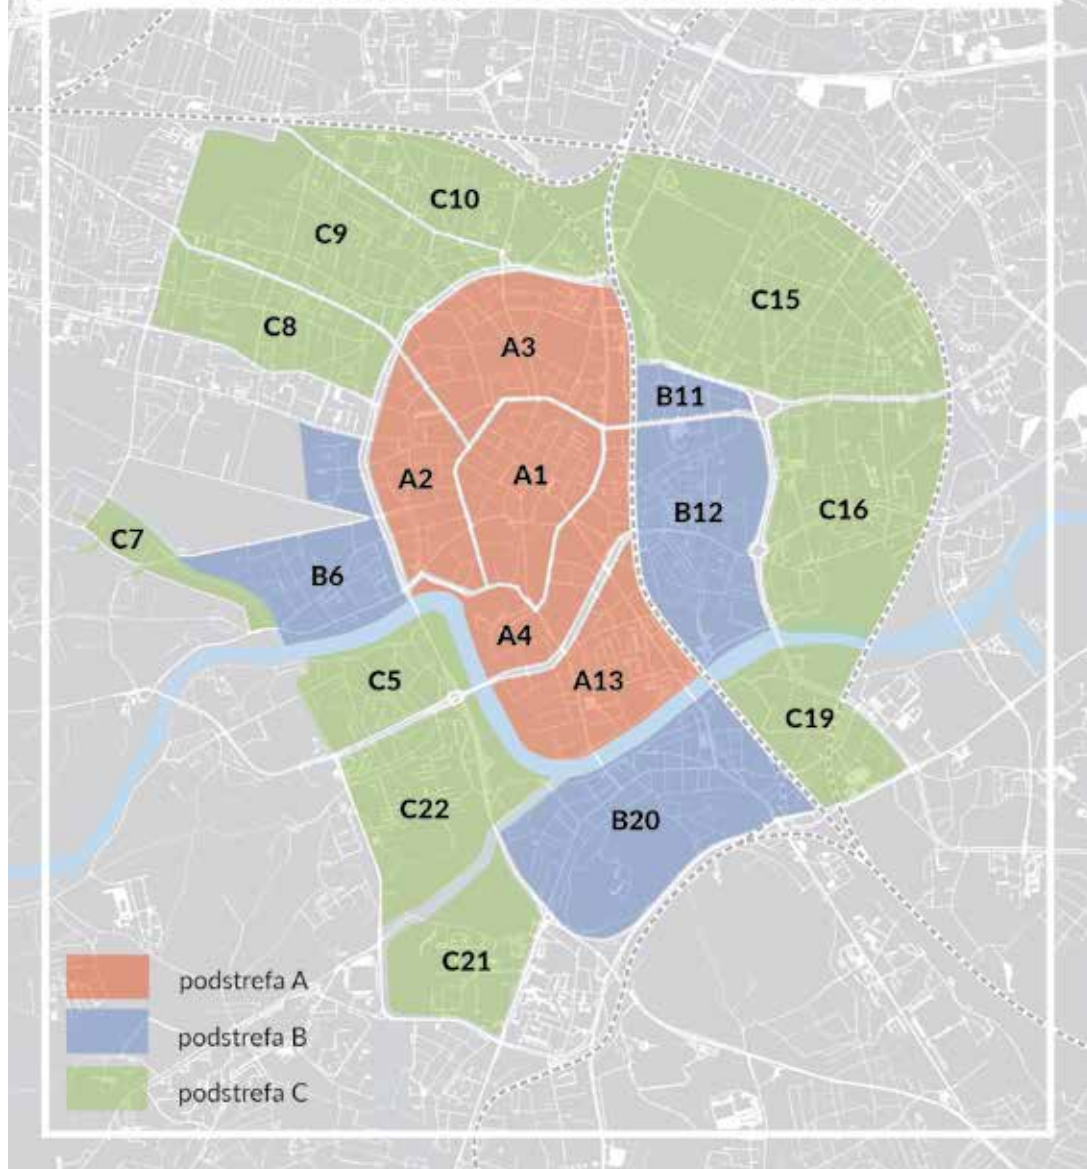 C10
C9
C15
C8
A3
B11
A2
A1
B12
C16
C7
B6
A4
C5
A13
C19
C22
B20
C21
podstrefa A
podstrefa B
podstrefa C